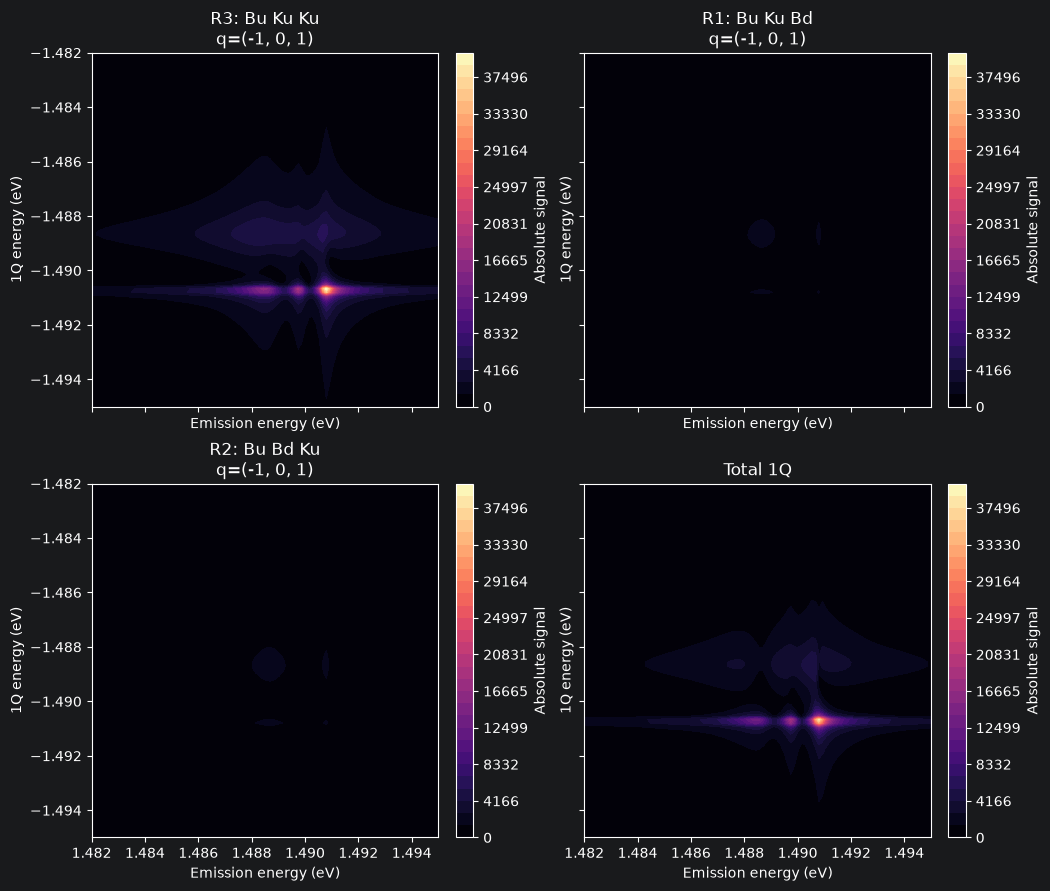 R3: Bu Ku Ku
q=(-1, 0, 1)
−1.482
−1.484
−1.486
−1.488
−1.490
−1.492
−1.494
1Q energy (eV)
Emission energy (eV)
37496
33330
29164
24997
20831
16665
12499
8332
4166
0
Absolute signal
R1: Bu Ku Bd
q=(-1, 0, 1)
1Q energy (eV)
Emission energy (eV)
37496
33330
29164
24997
20831
16665
12499
8332
4166
0
Absolute signal
R2: Bu Bd Ku
q=(-1, 0, 1)
−1.482
−1.484
−1.486
−1.488
−1.490
−1.492
−1.494
1Q energy (eV)
1.482 1.484 1.486 1.488 1.490 1.492 1.494
Emission energy (eV)
37496
33330
29164
24997
20831
16665
12499
8332
4166
0
Absolute signal
Total 1Q
1Q energy (eV)
1.482 1.484 1.486 1.488 1.490 1.492 1.494
Emission energy (eV)
37496
33330
29164
24997
20831
16665
12499
8332
4166
0
Absolute signal